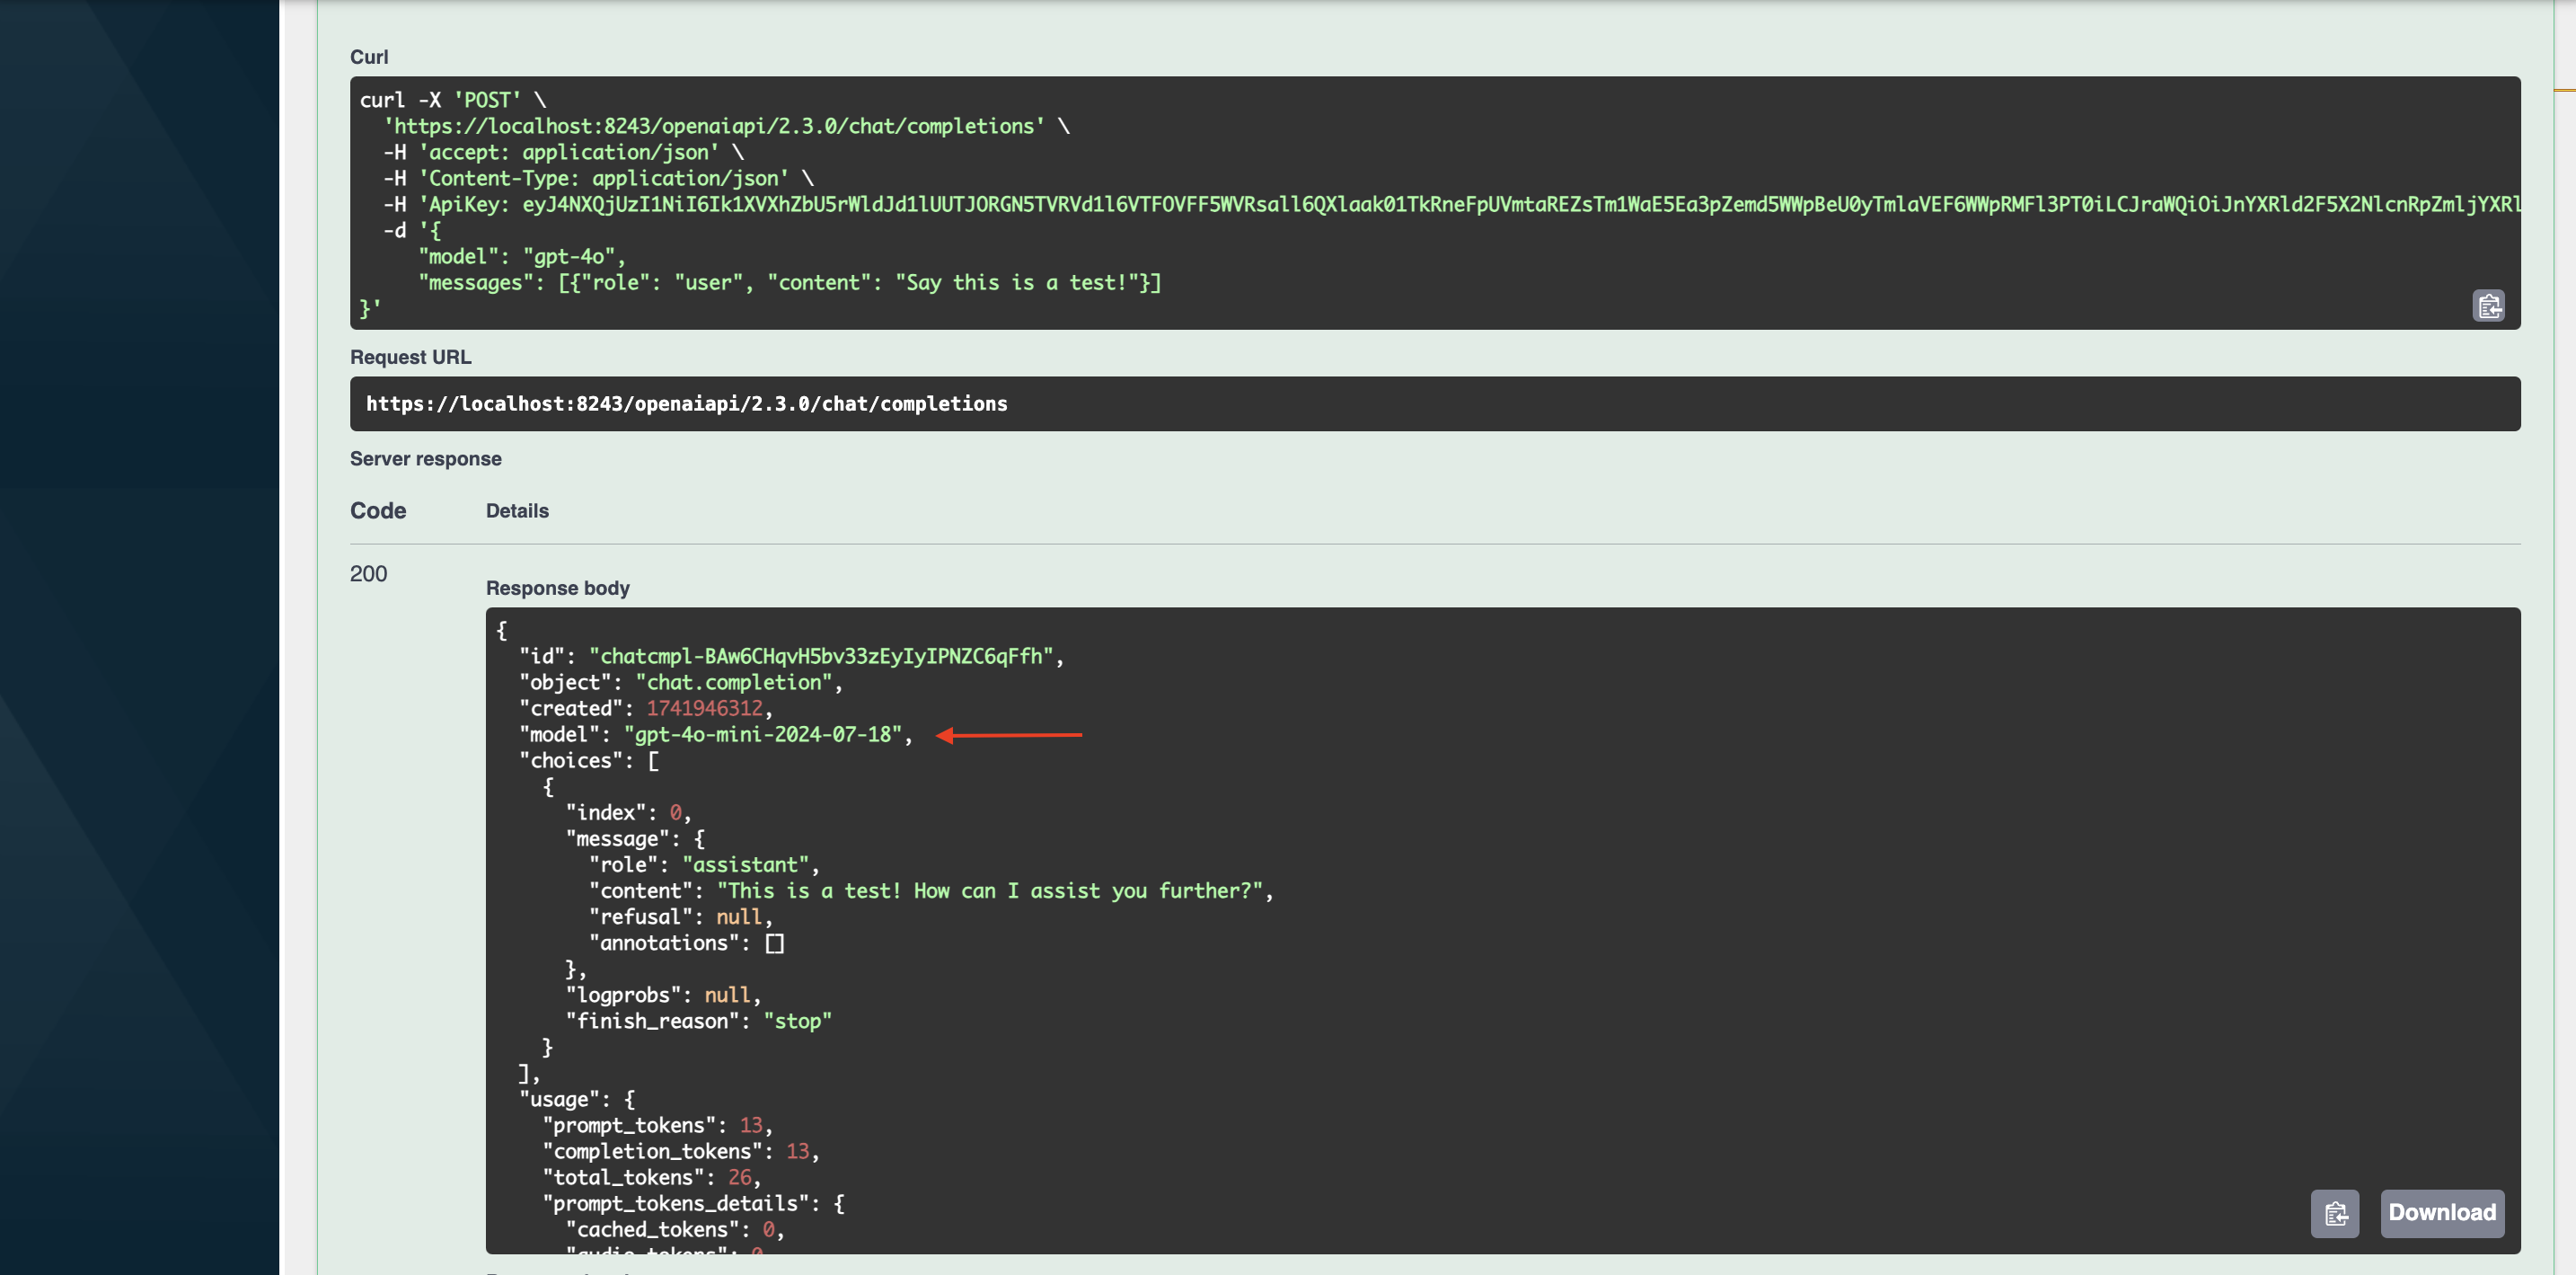 Curl
curl -X 'POST' \
'https://localhost:8243/openaiapi/2.3.0/chat/completions' \
-H 'accept: application/json' \
-H 'Content-Type: application/json' \
-H 'ApiKey:
-d '{
"model": "gpt-4o",
"messages": [{"role": "user", "content": "Say this is a test!"}]
}'
Request URL
https://localhost:8243/openaiapi/2.3.0/chat/completions
Server response
Code Details
200
Response body
{
"id": "chatcmpl-BAw6CHqvH5bv33zEyIyIPNZC6qFfh",
"object": "chat.completion",
"created": 1741946312,
"model": "gpt-4o-mini-2024-07-18",
"choices": [
{
"index": 0,
"message": {
"role": "assistant",
"content": "This is a test! How can I assist you further?",
"refusal": null,
"annotations": []
},
"logprobs": null,
"finish_reason": "stop"
}
],
"usage": {
"prompt_tokens": 13,
"completion_tokens": 13,
"total_tokens": 26,
"prompt_tokens_details": {
"cached_tokens": 0,
Download